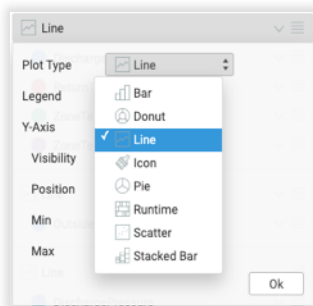 Line
Plot Type
Line
Legend
Bar
Donut
Y-Axis
Line
Visibility
Icon
Position
Pie
Runtime
Min
Scatter
Max
Stacked Bar
Ok